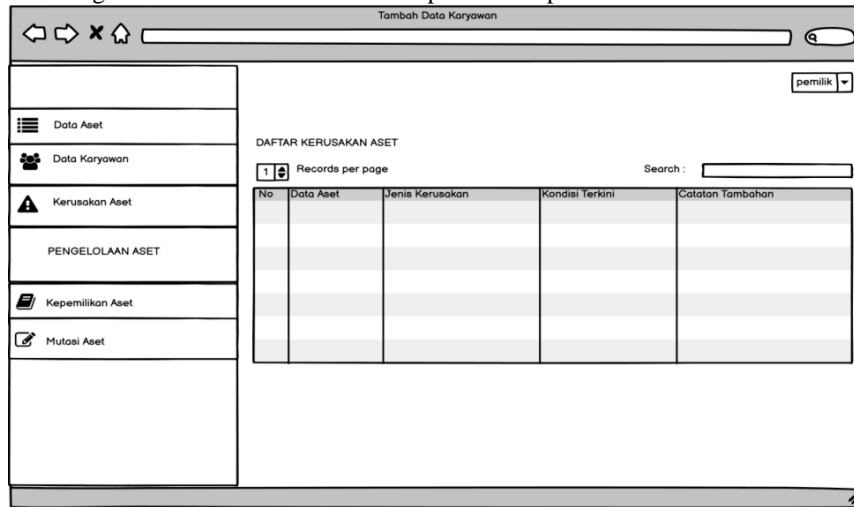 Tambah Data Karyawan
pemilik
Data Aset
Data Karyawan
Kerusakan Aset
PENGELOLAAN ASET
Kepemilikan Aset
Mutasi Aset
DAFTAR KERUSAKAN ASET
1 Records per page
Search :
No Data Aset Jenis Kerusakan Kondisi Terkini Catatan Tambahan